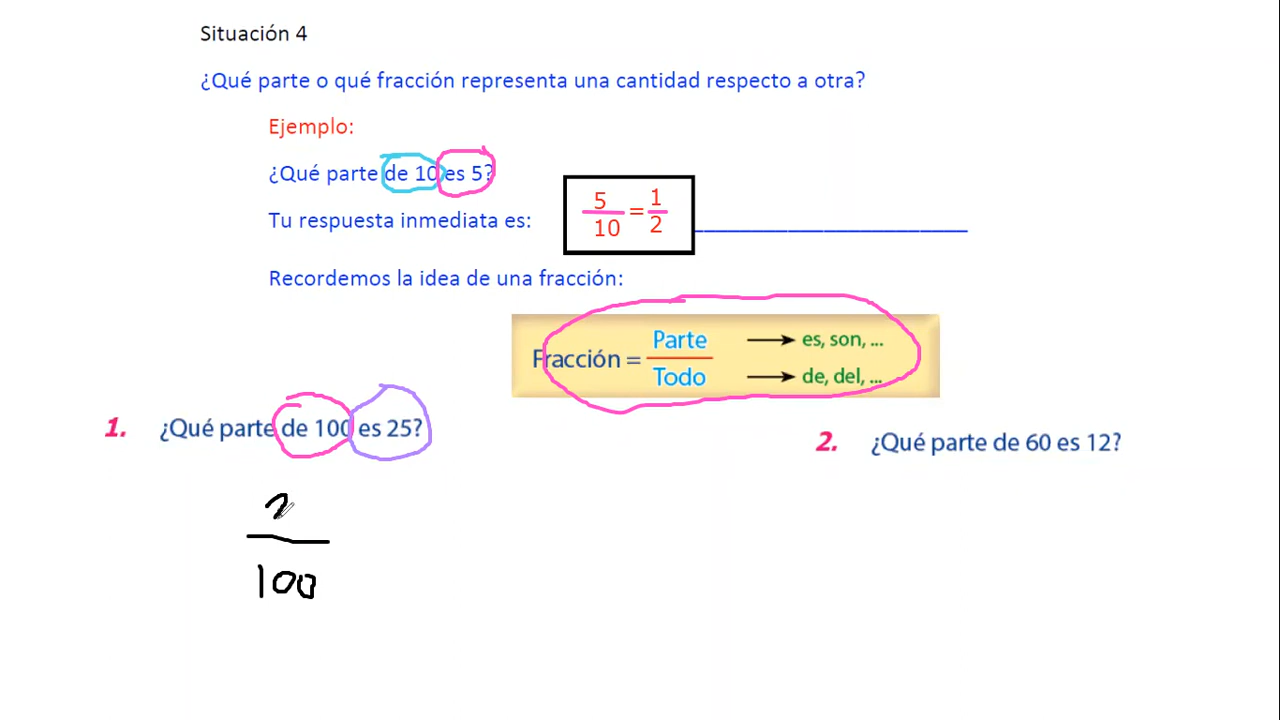 Situación 4
¿Qué parte o qué fracción representa una cantidad respecto a otra?
Ejemplo:
¿Qué parte de 10 es 5?
Tu respuesta inmediata es: 5/10 = 1/2
Recordemos la idea de una fracción:
Fracción = Parte/Todo
→ es, son, ...
→ de, del, ...
1. ¿Qué parte de 100 es 25?
2. ¿Qué parte de 60 es 12?
2
100